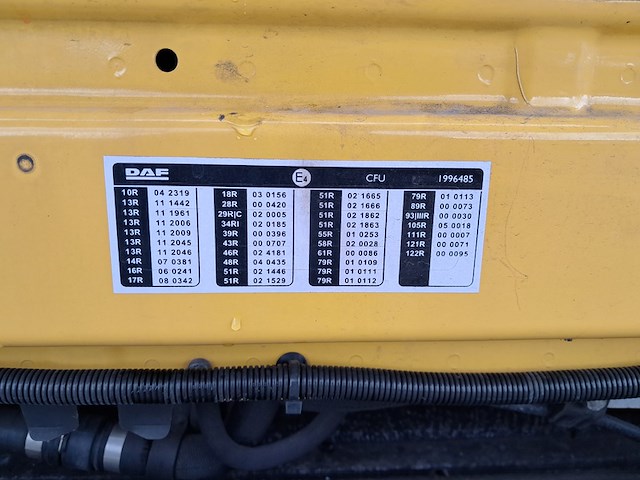 DAF E4 CFU 1996485
10R 04 2319
13R 11 1442
13R 11 1961
13R 11 2006
13R 11 2009
13R 11 2045
13R 11 2046
14R 07 0381
16R 06 0241
17R 08 0342
18R 03 0156
28R 00 0420
29R|C 02 0005
34RI 02 0185
39R 00 0396
43R 00 0707
46R 02 4181
48R 04 0435
51R 02 1446
51R 02 1529
51R 02 1665
51R 02 1666
51R 02 1862
51R 02 1863
55R 01 0253
58R 02 0028
61R 00 0086
79R 01 0109
79R 01 0111
79R 01 0112
79R 01 0113
89R 00 0073
93|IIIR 00 0030
105R 05 0018
111R 00 0007
121R 00 0071
122R 00 0095